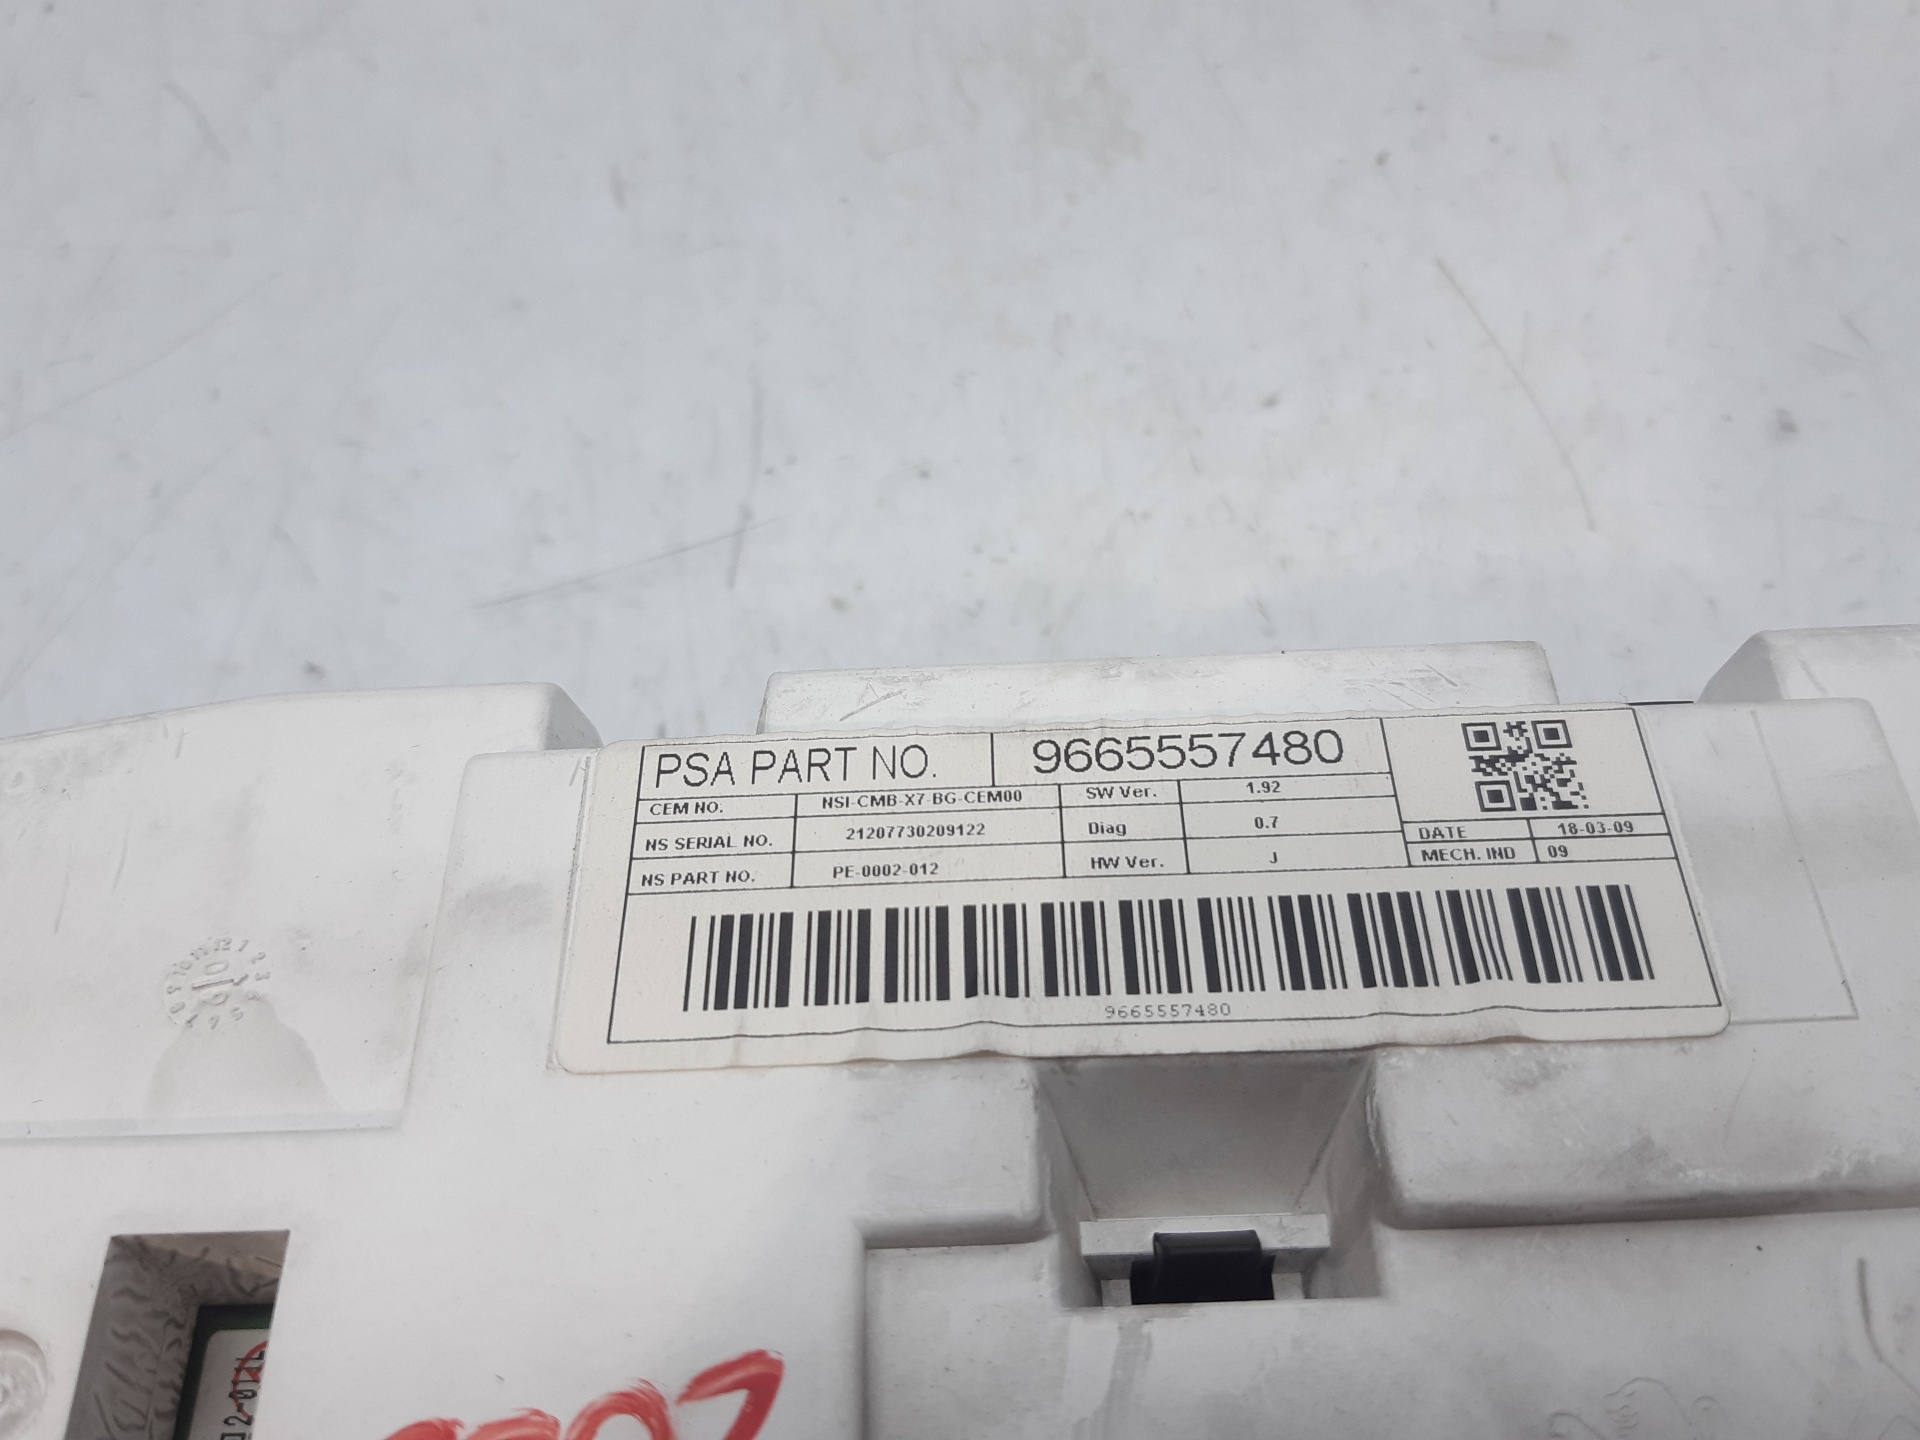 PSA PART NO. 9665557480
CEM NO. NSI-CMB-X7-BG-CEM00 SW Ver. 1.92
NS SERIAL NO. 21207730209122 Diag 0.7 DATE 18-03-09
NS PART NO. PE-0002-012 HW Ver. J MECH. IND 09
9665557480